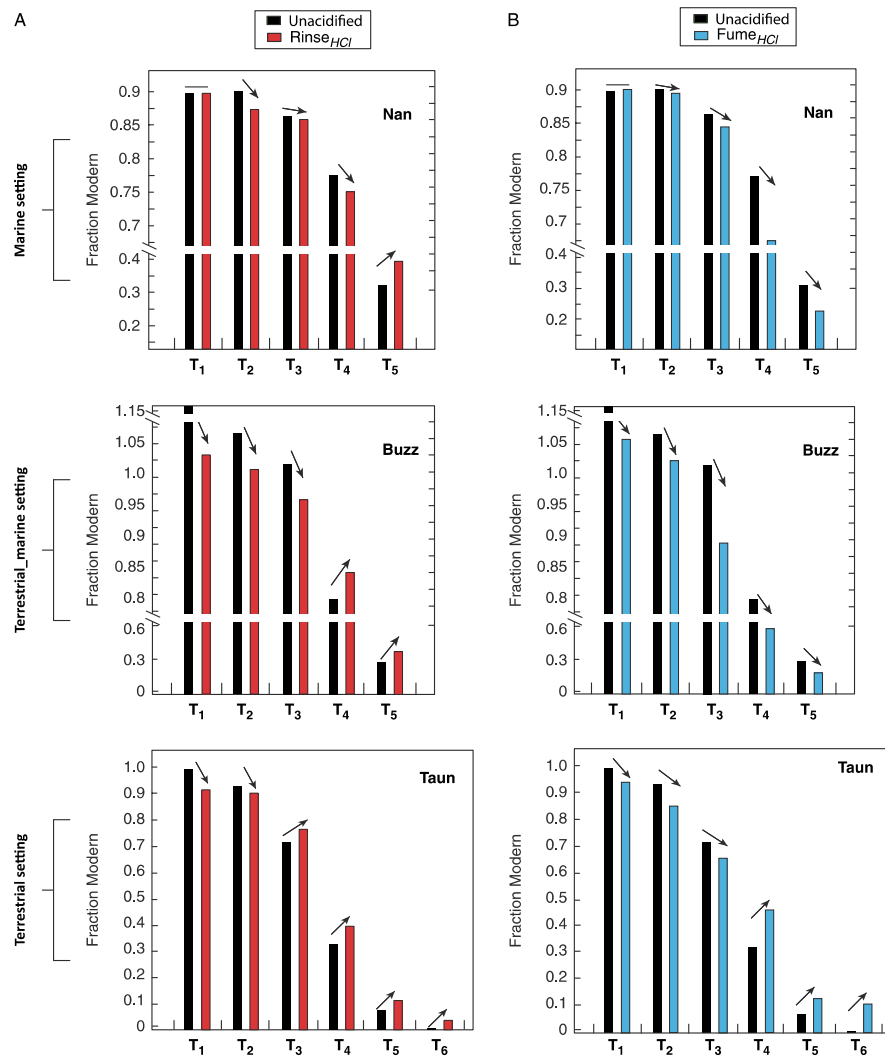 A
Unacidified
Rinse HCl
Marine setting
Fraction Modern
0.9
0.85
0.8
0.75
0.7
0.4
0.3
0.2
Nan
T1 T2 T3 T4 T5
Terrestrial_marine setting
Fraction Modern
1.15
1.05
1.0
0.95
0.85
0.8
0.6
0.3
0
Buzz
T1 T2 T3 T4 T5
Terrestrial setting
Fraction Modern
1.0
0.9
0.8
0.7
0.6
0.5
0.4
0.3
0.2
0.1
0
Taun
T1 T2 T3 T4 T5 T6
B
Unacidified
Fume HCl
Fraction Modern
0.9
0.85
0.8
0.75
0.7
0.4
0.3
0.2
Nan
T1 T2 T3 T4 T5
Fraction Modern
1.15
1.05
1.0
0.95
0.85
0.8
0.6
0.3
0
Buzz
T1 T2 T3 T4 T5
Fraction Modern
1.0
0.9
0.8
0.7
0.6
0.5
0.4
0.3
0.2
0.1
0
Taun
T1 T2 T3 T4 T5 T6